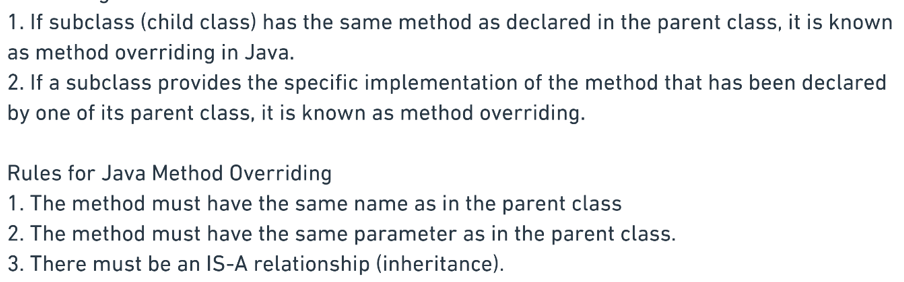 1. If subclass (child class) has the same method as declared in the parent class, it is known
as method overriding in Java.
2. If a subclass provides the specific implementation of the method that has been declared
by one of its parent class, it is known as method overriding.
Rules for Java Method Overriding
1. The method must have the same name as in the parent class
2. The method must have the same parameter as in the parent class.
3. There must be an IS-A relationship (inheritance).